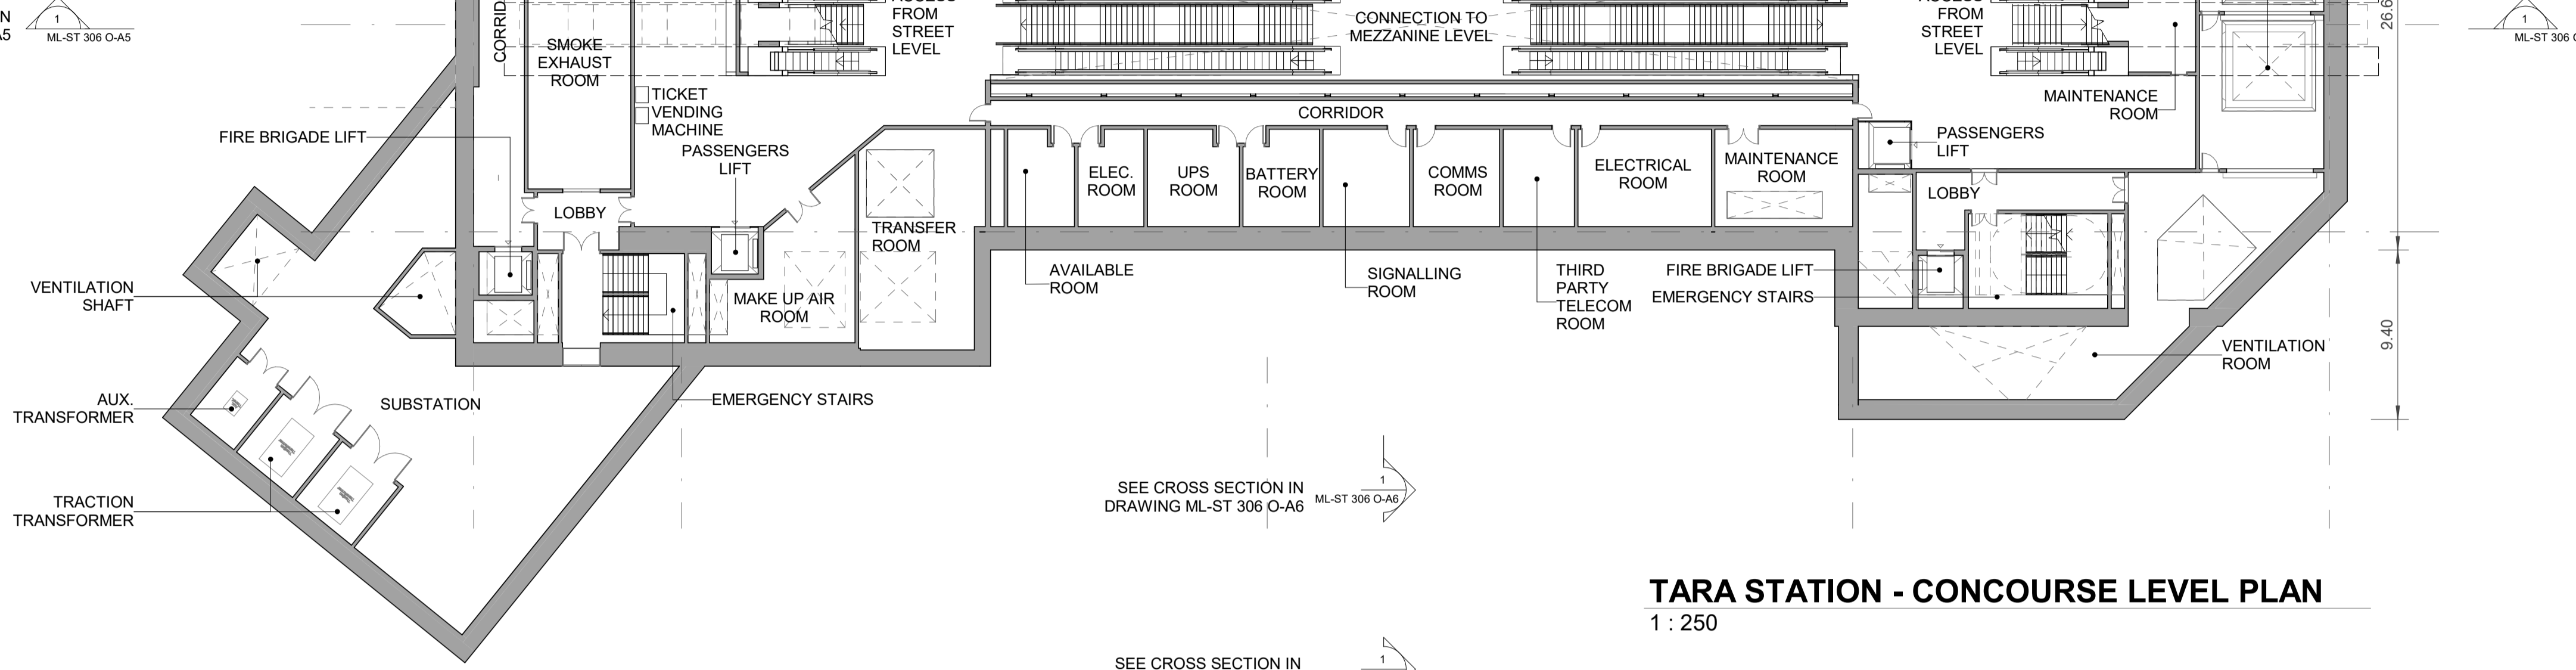 N
A5
1
ML-ST 306 O-A5
CORRID
SMOKE
EXHAUST
ROOM
FROM
STREET
LEVEL
CONNECTION TO
MEZZANINE LEVEL
FROM
STREET
LEVEL
26.6
1
ML-ST 306 O
TICKET
VENDING
MACHINE
FIRE BRIGADE LIFT
PASSENGERS
LIFT
CORRIDOR
MAINTENANCE
ROOM
PASSENGERS
LIFT
ELEC.
ROOM
UPS
ROOM
BATTERY
ROOM
COMMS
ROOM
ELECTRICAL
ROOM
MAINTENANCE
ROOM
LOBBY
LOBBY
TRANSFER
ROOM
VENTILATION
SHAFT
MAKE UP AIR
ROOM
AVAILABLE
ROOM
SIGNALLING
ROOM
THIRD
PARTY
TELECOM
ROOM
FIRE BRIGADE LIFT
EMERGENCY STAIRS
9.40
VENTILATION
ROOM
AUX.
TRANSFORMER
SUBSTATION
EMERGENCY STAIRS
TRACTION
TRANSFORMER
SEE CROSS SECTION IN
DRAWING ML-ST 306 O-A6
1
ML-ST 306 O-A6
TARA STATION - CONCOURSE LEVEL PLAN
1 : 250
SEE CROSS SECTION IN
1